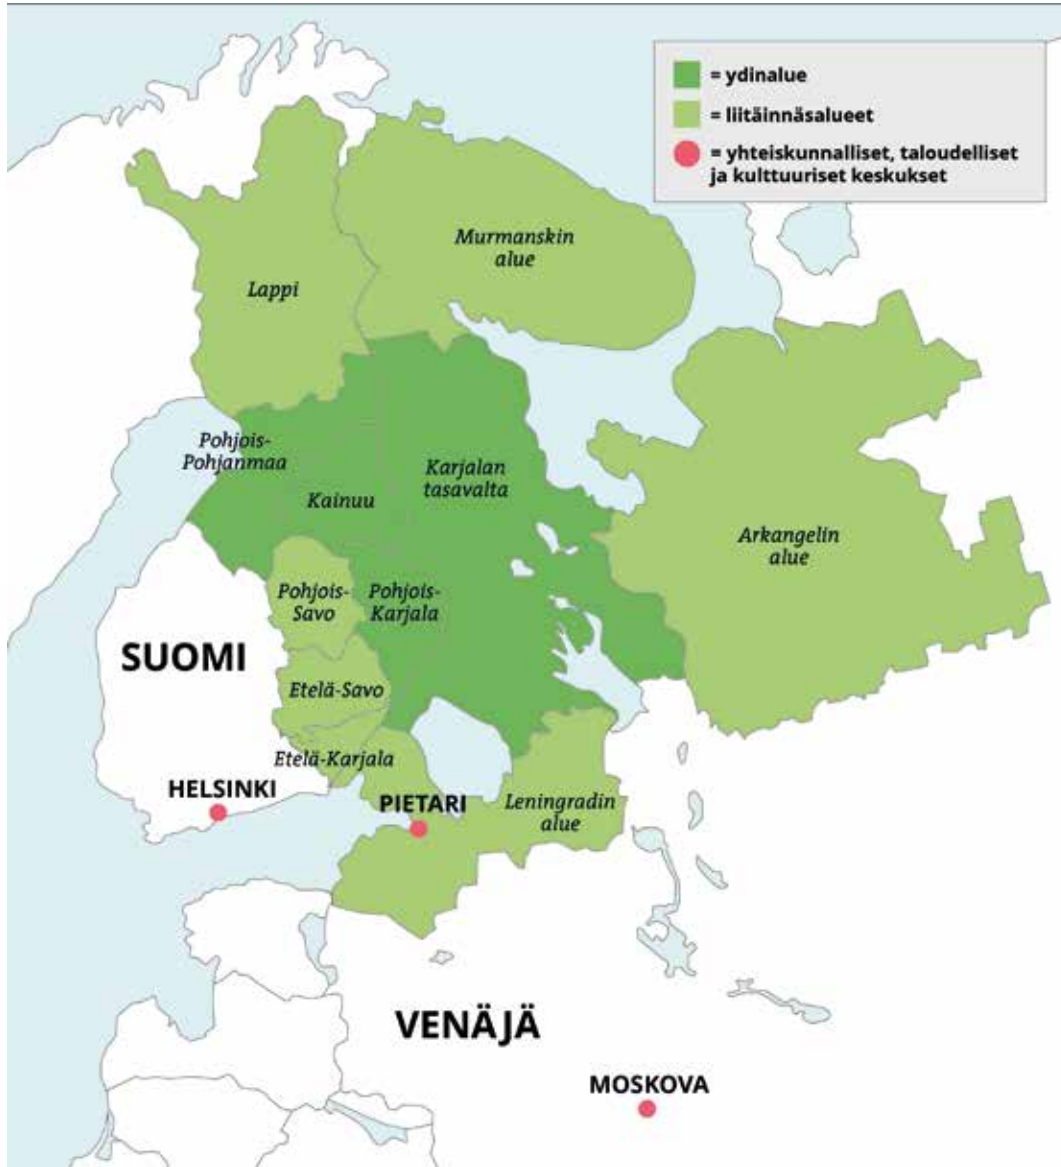 = ydinalue
= liitäinnäsalueet
= yhteiskunnalliset, taloudelliset
ja kulttuuriset keskukset
Murmanskin
alue
Lappi
Pohjois-
Pohjanmaa
Kainuu
Karjalan
tasavalta
Arkangelin
alue
Pohjois-
Savo
Pohjois-
Karjala
SUOMI
Etelä-Savo
Etelä-Karjala
HELSINKI
PIETARI
Leningradin
alue
VENÄJÄ
MOSKOVA